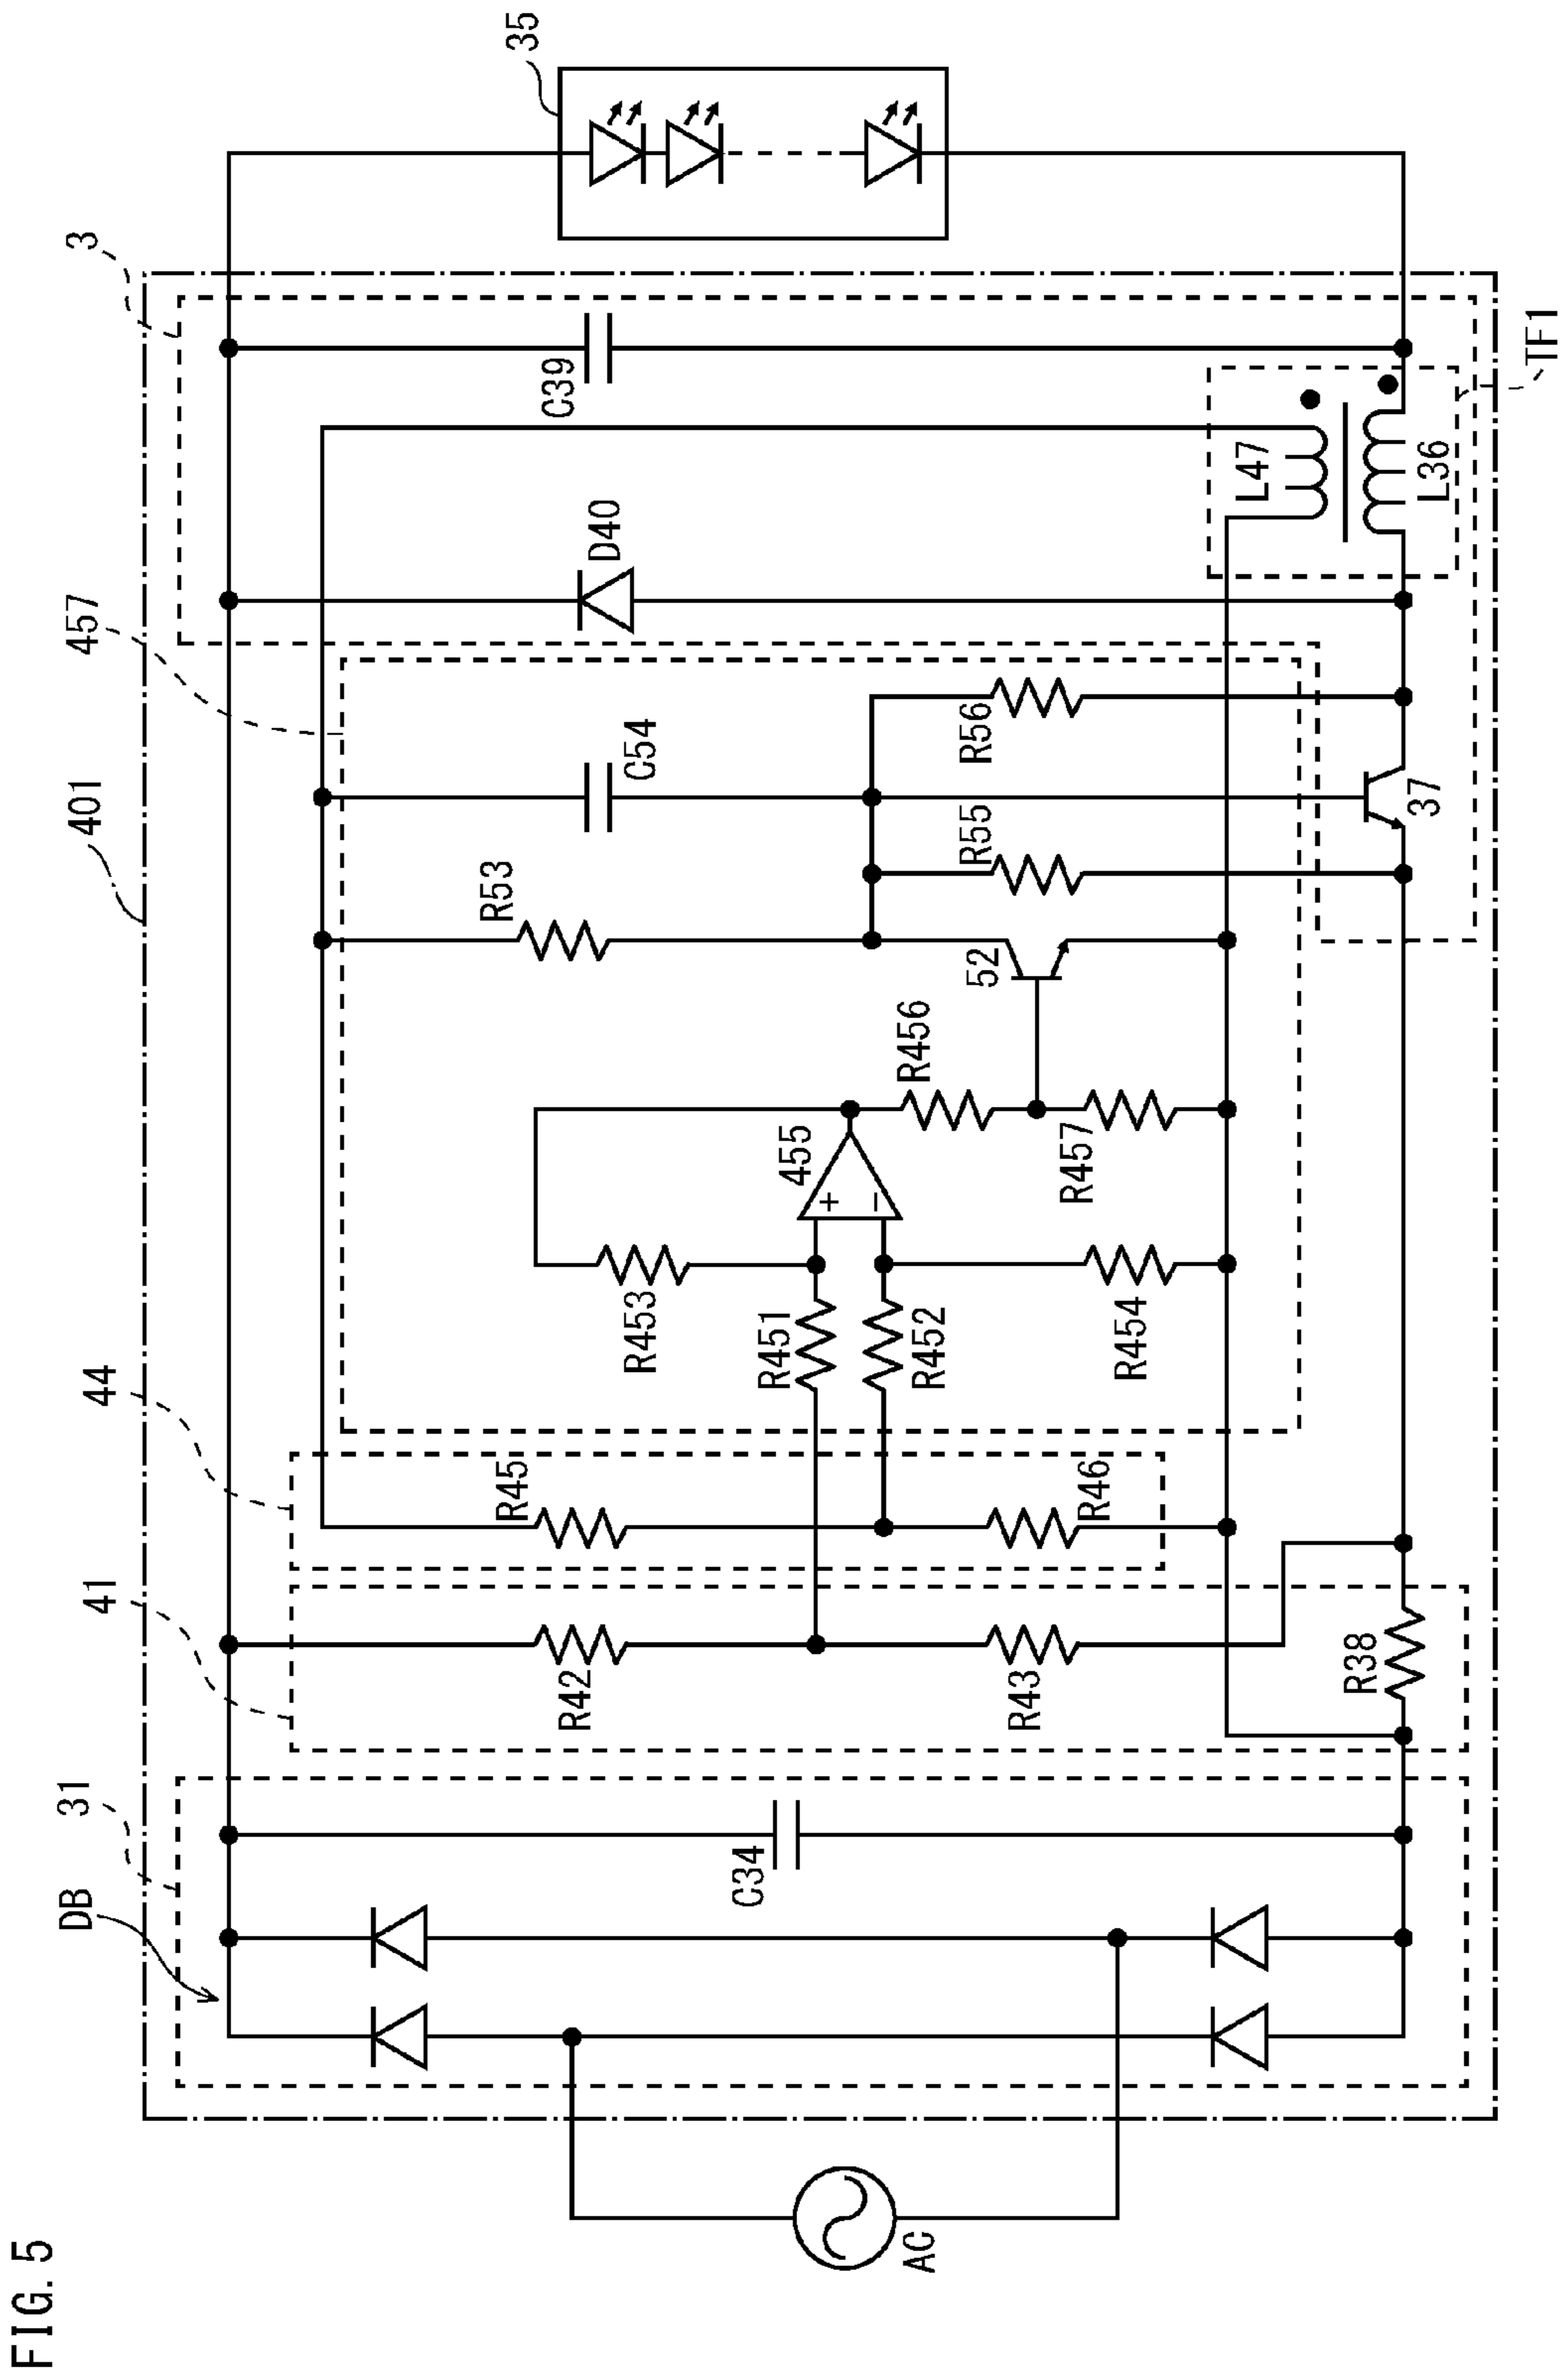 FIG. 5
401
3
457
44
41
31
DB
35
C39
D40
C54
R53
R45
R42
R453
455
+
−
R451
R452
R456
R457
52
R55
R56
R454
R46
R43
C34
AC
R38
37
L47
L36
TF1